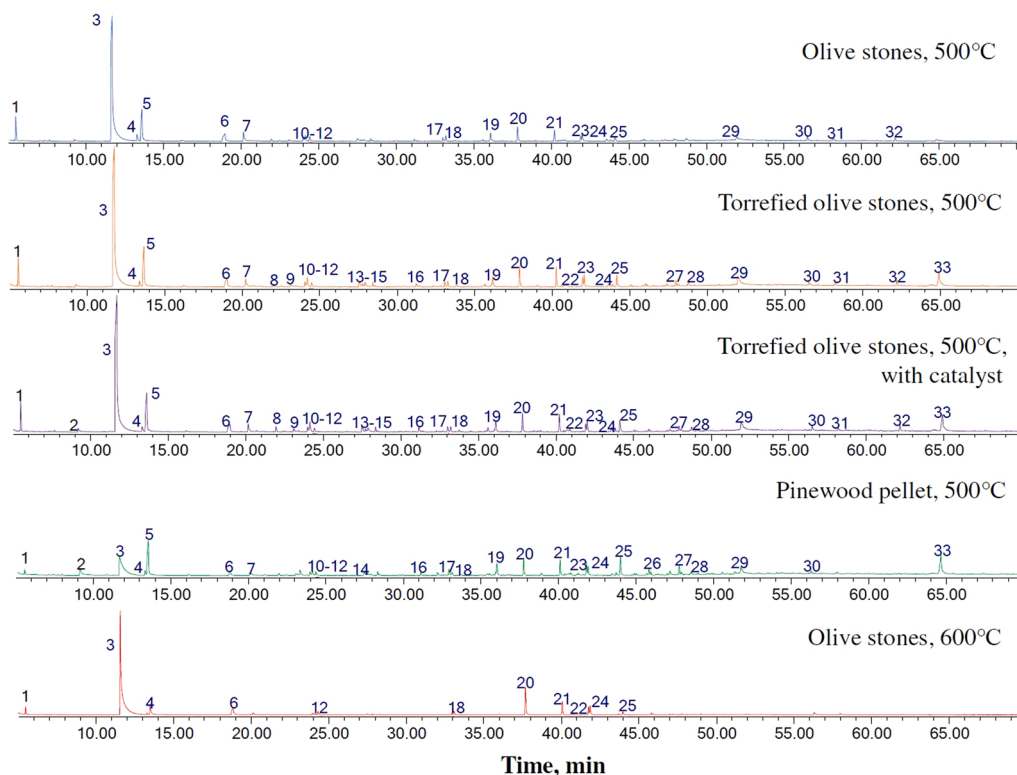 3
Olive stones, 500°C
1 4 5 6 7 10-12 17 18 19 20 21 23 24 25 29 30 31 32
10.00 15.00 20.00 25.00 30.00 35.00 40.00 45.00 50.00 55.00 60.00 65.00
Torrefied olive stones, 500°C
3
1 4 5 6 7 8 9 10-12 13-15 16 17 18 19 20 21 22 23 24 25 27 28 29 30 31 32 33
10.00 15.00 20.00 25.00 30.00 35.00 40.00 45.00 50.00 55.00 60.00 65.00
Torrefied olive stones, 500°C,
with catalyst
3
1 2 4 5 6 7 8 9 10-12 13-15 16 17 18 19 20 21 22 23 24 25 27 28 29 30 31 32 33
10.00 15.00 20.00 25.00 30.00 35.00 40.00 45.00 50.00 55.00 60.00 65.00
Pinewood pellet, 500°C
1 2 3 4 5 6 7 10-12 14 16 17 18 19 20 21 23 24 25 26 27 28 29 30 33
10.00 15.00 20.00 25.00 30.00 35.00 40.00 45.00 50.00 55.00 60.00 65.00
Olive stones, 600°C
3
1 4 6 12 18 20 21 22 24 25
10.00 15.00 20.00 25.00 30.00 35.00 40.00 45.00 50.00 55.00 60.00 65.00
Time, min